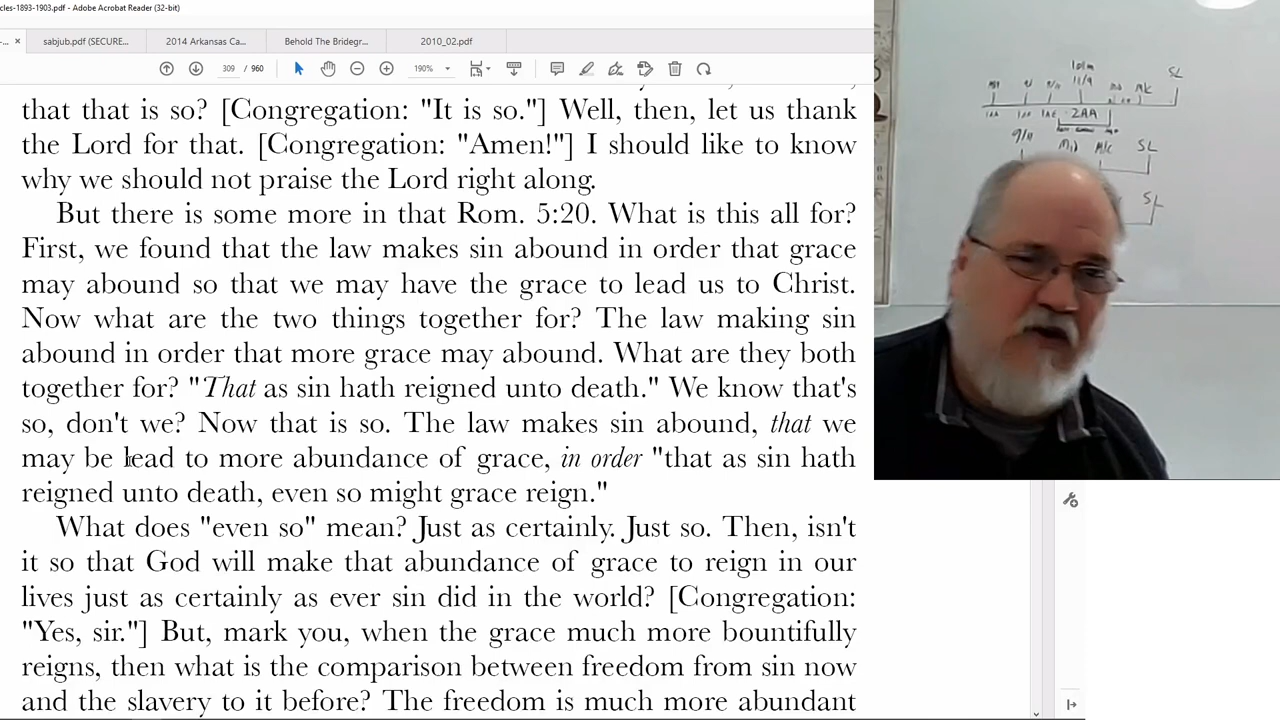 cles-1893-1903.pdf - Adobe Acrobat Reader (32-bit)
... × sabjub.pdf (SECURE... 2014 Arkansas Ca... Behold The Bridegr... 2010_02.pdf
309 / 960 190%
that that is so? [Congregation: "It is so."] Well, then, let us thank
the Lord for that. [Congregation: "Amen!"] I should like to know
why we should not praise the Lord right along.
But there is some more in that Rom. 5:20. What is this all for?
First, we found that the law makes sin abound in order that grace
may abound so that we may have the grace to lead us to Christ.
Now what are the two things together for? The law making sin
abound in order that more grace may abound. What are they both
together for? "That as sin hath reigned unto death." We know that's
so, don't we? Now that is so. The law makes sin abound, that we
may be lead to more abundance of grace, in order "that as sin hath
reigned unto death, even so might grace reign."
What does "even so" mean? Just as certainly. Just so. Then, isn't
it so that God will make that abundance of grace to reign in our
lives just as certainly as ever sin did in the world? [Congregation:
"Yes, sir."] But, mark you, when the grace much more bountifully
reigns, then what is the comparison between freedom from sin now
and the slavery to it before? The freedom is much more abundant
11/9 SL
2AA
9/11 Mid SL
SL